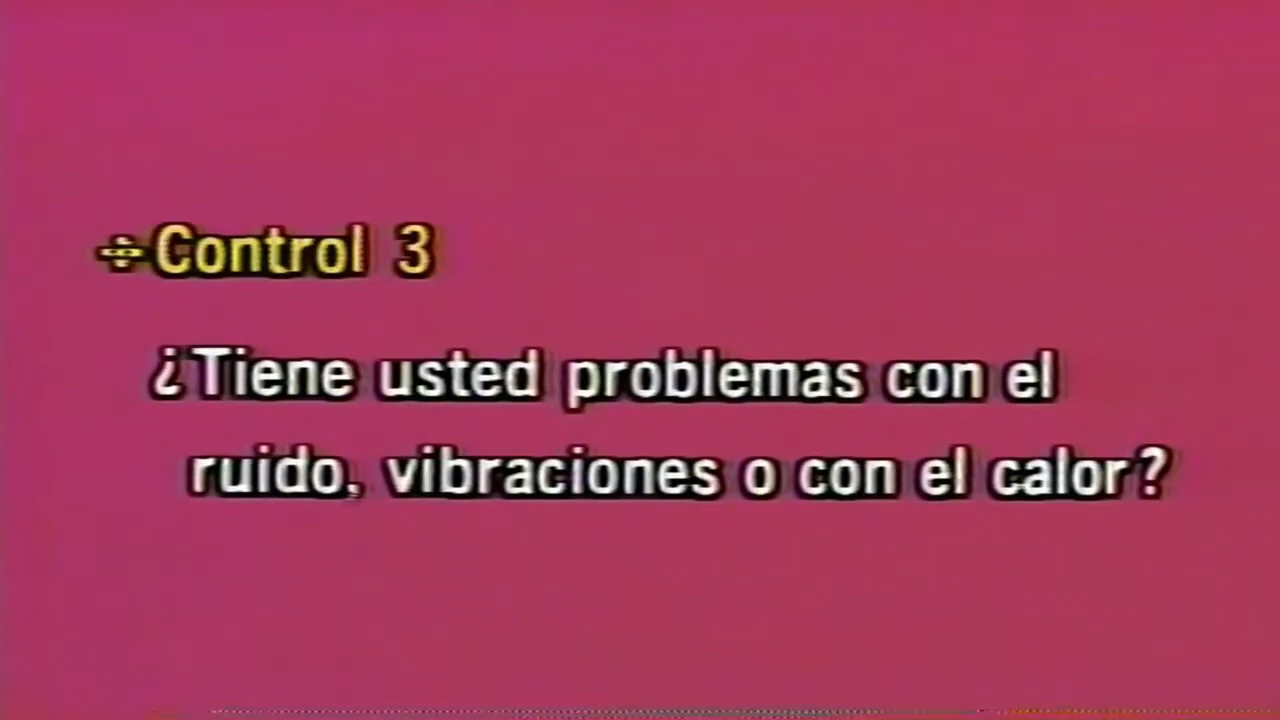 ÷Control 3
¿Tiene usted problemas con el
ruido, vibraciones o con el calor?